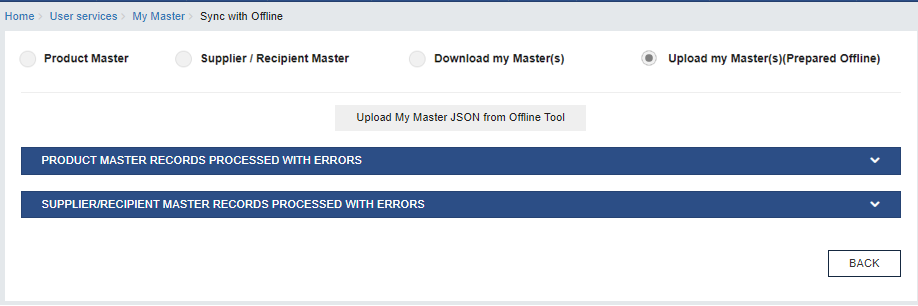 Home › User services › My Master › Sync with Offline
Product Master Supplier / Recipient Master Download my Master(s) Upload my Master(s)(Prepared Offline)
Upload My Master JSON from Offline Tool
PRODUCT MASTER RECORDS PROCESSED WITH ERRORS
SUPPLIER/RECIPIENT MASTER RECORDS PROCESSED WITH ERRORS
BACK